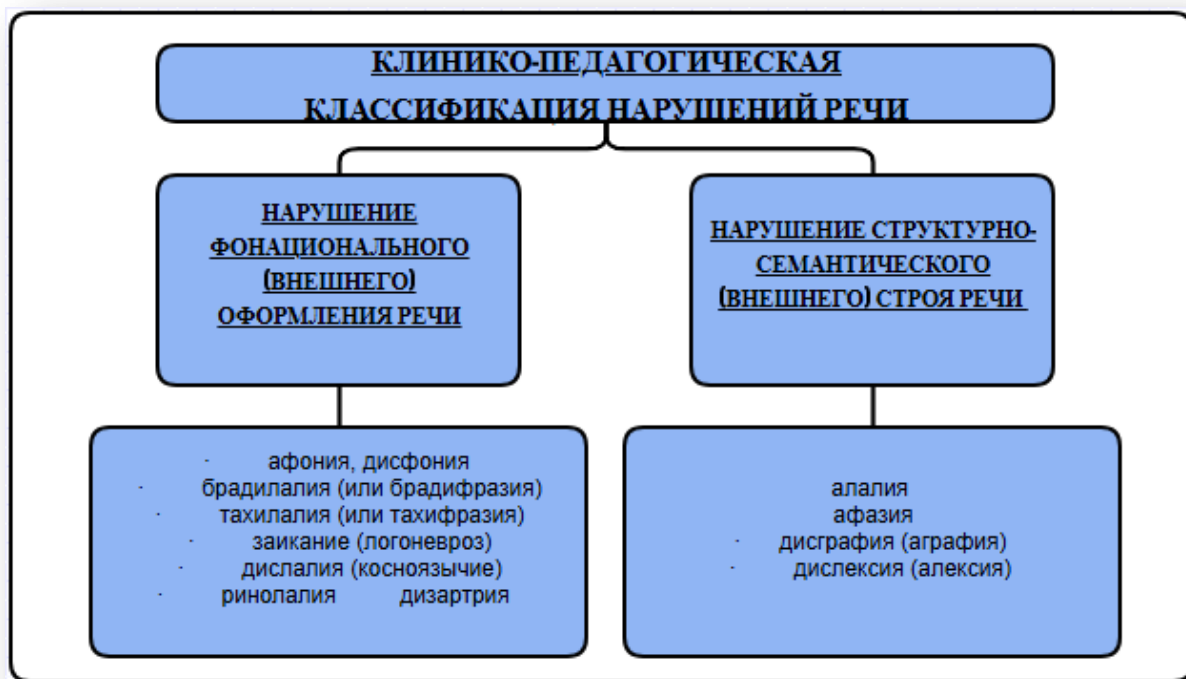 КЛИНИКО-ПЕДАГОГИЧЕСКАЯ
КЛАССИФИКАЦИЯ НАРУШЕНИЙ РЕЧИ
НАРУШЕНИЕ
ФОНАЦИОНАЛЬНОГО
(ВНЕШНЕГО)
ОФОРМЛЕНИЯ РЕЧИ
НАРУШЕНИЕ СТРУКТУРНО-
СЕМАНТИЧЕСКОГО
(ВНЕШНЕГО) СТРОЯ РЕЧИ
· афония, дисфония
· брадилалия (или брадифразия)
· тахилалия (или тахифразия)
· заикание (логоневроз)
· дислалия (косноязычие)
· ринолалия дизартрия
алалия
афазия
· дисграфия (аграфия)
· дислексия (алексия)